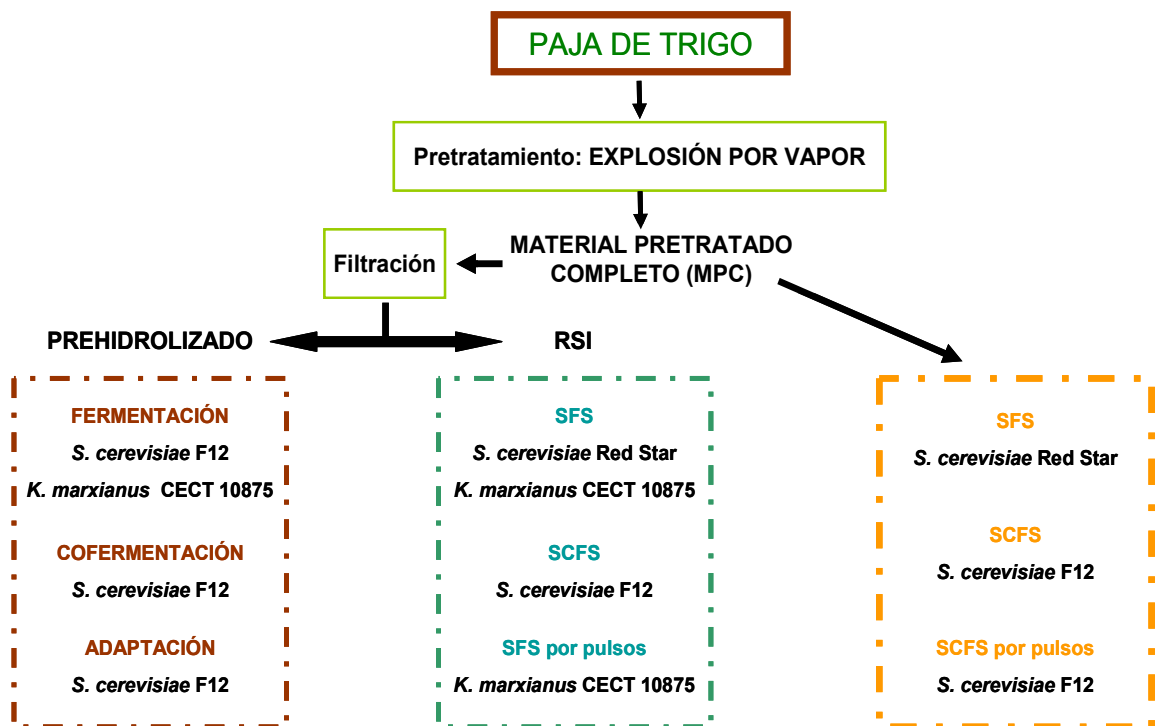 PAJA DE TRIGO
Pretratamiento: EXPLOSIÓN POR VAPOR
MATERIAL PRETRATADO
COMPLETO (MPC)
Filtración
PREHIDROLIZADO
RSI
FERMENTACIÓN
S. cerevisiae F12
K. marxianus CECT 10875
COFERMENTACIÓN
S. cerevisiae F12
ADAPTACIÓN
S. cerevisiae F12
SFS
S. cerevisiae Red Star
K. marxianus CECT 10875
SCFS
S. cerevisiae F12
SFS por pulsos
K. marxianus CECT 10875
SFS
S. cerevisiae Red Star
SCFS
S. cerevisiae F12
SCFS por pulsos
S. cerevisiae F12